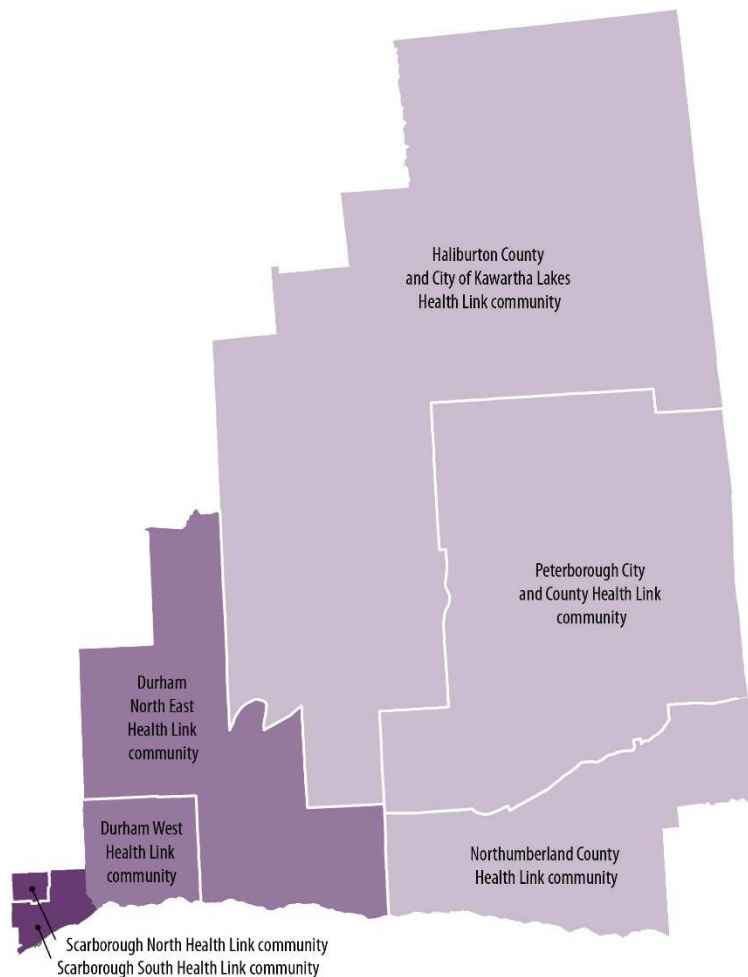 Haliburton County
and City of Kawartha Lakes
Health Link community
Peterborough City
and County Health Link
community
Durham
North East
Health Link
community
Durham West
Health Link
community
Northumberland County
Health Link community
Scarborough North Health Link community
Scarborough South Health Link community